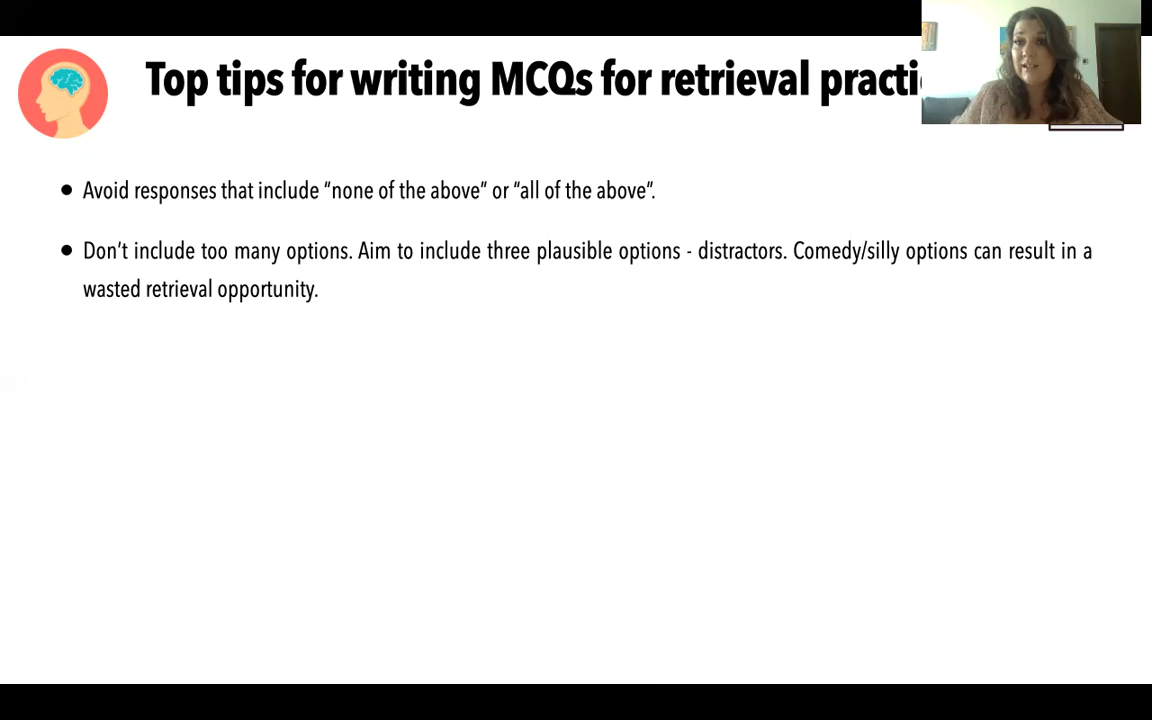 Top tips for writing MCQs for retrieval
● Avoid responses that include “none of the above” or “all of the above”.
● Don’t include too many options. Aim to include three plausible options - distractors. Comedy/silly options can result in a
wasted retrieval opportunity.